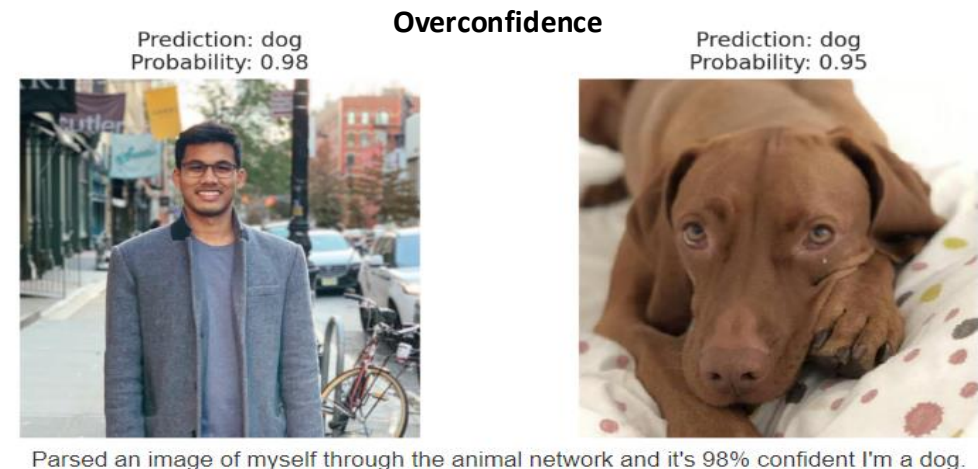 Overconfidence
Prediction: dog
Probability: 0.98
Prediction: dog
Probability: 0.95
utler
Parsed an image of myself through the animal network and it's 98% confident I'm a dog.